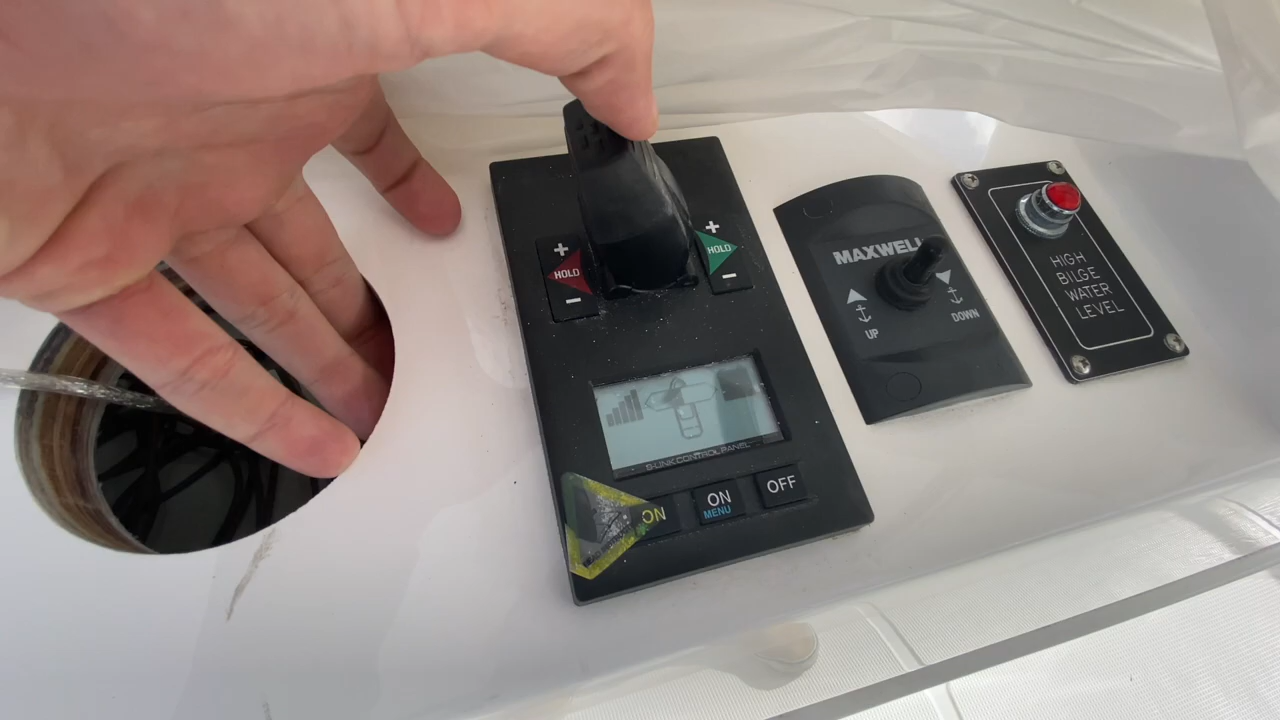 +
HOLD
-
+
HOLD
-
S-LINK CONTROL PANEL
ON
ON
MENU
OFF
MAXWELL
UP
DOWN
HIGH
BILGE
WATER
LEVEL